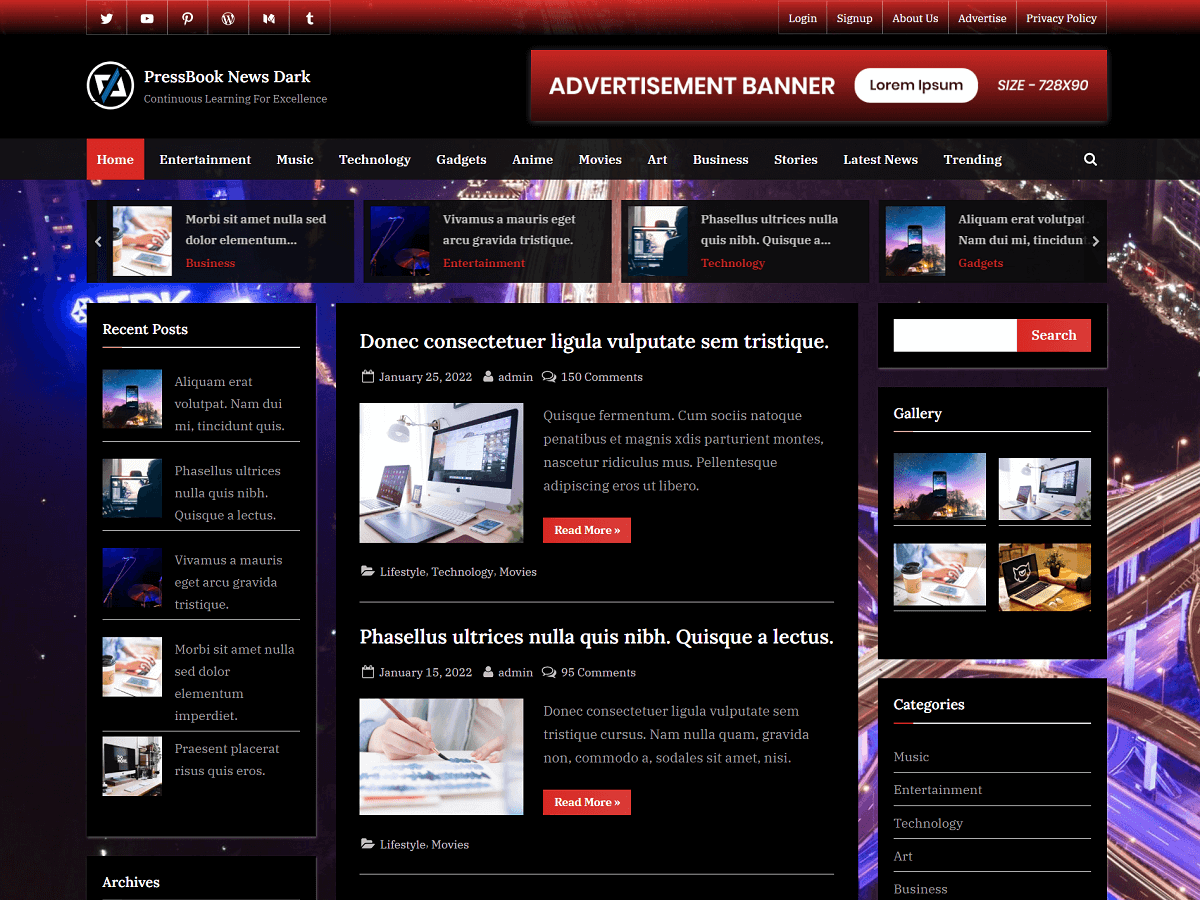 Login Signup About Us Advertise Privacy Policy
PressBook News Dark
Continuous Learning For Excellence
ADVERTISEMENT BANNER Lorem Ipsum SIZE - 728X90
Home Entertainment Music Technology Gadgets Anime Movies Art Business Stories Latest News Trending
Morbi sit amet nulla sed
dolor elementum...
Business
Vivamus a mauris eget
arcu gravida tristique.
Entertainment
Phasellus ultrices nulla
quis nibh. Quisque a...
Technology
Aliquam erat volutpat
Nam dui mi, tincidunt
Gadgets
Recent Posts
Aliquam erat
volutpat. Nam dui
mi, tincidunt quis.
Phasellus ultrices
nulla quis nibh.
Quisque a lectus.
Vivamus a mauris
eget arcu gravida
tristique.
Morbi sit amet nulla
sed dolor
elementum
imperdiet.
Praesent placerat
risus quis eros.
Archives
Donec consectetuer ligula vulputate sem tristique.
January 25, 2022 admin 150 Comments
Quisque fermentum. Cum sociis natoque
penatibus et magnis xdis parturient montes,
nascetur ridiculus mus. Pellentesque
adipiscing eros ut libero.
Read More »
Lifestyle, Technology, Movies
Phasellus ultrices nulla quis nibh. Quisque a lectus.
January 15, 2022 admin 95 Comments
Donec consectetuer ligula vulputate sem
tristique cursus. Nam nulla quam, gravida
non, commodo a, sodales sit amet, nisi.
Read More »
Lifestyle, Movies
Search
Gallery
Categories
Music
Entertainment
Technology
Art
Business